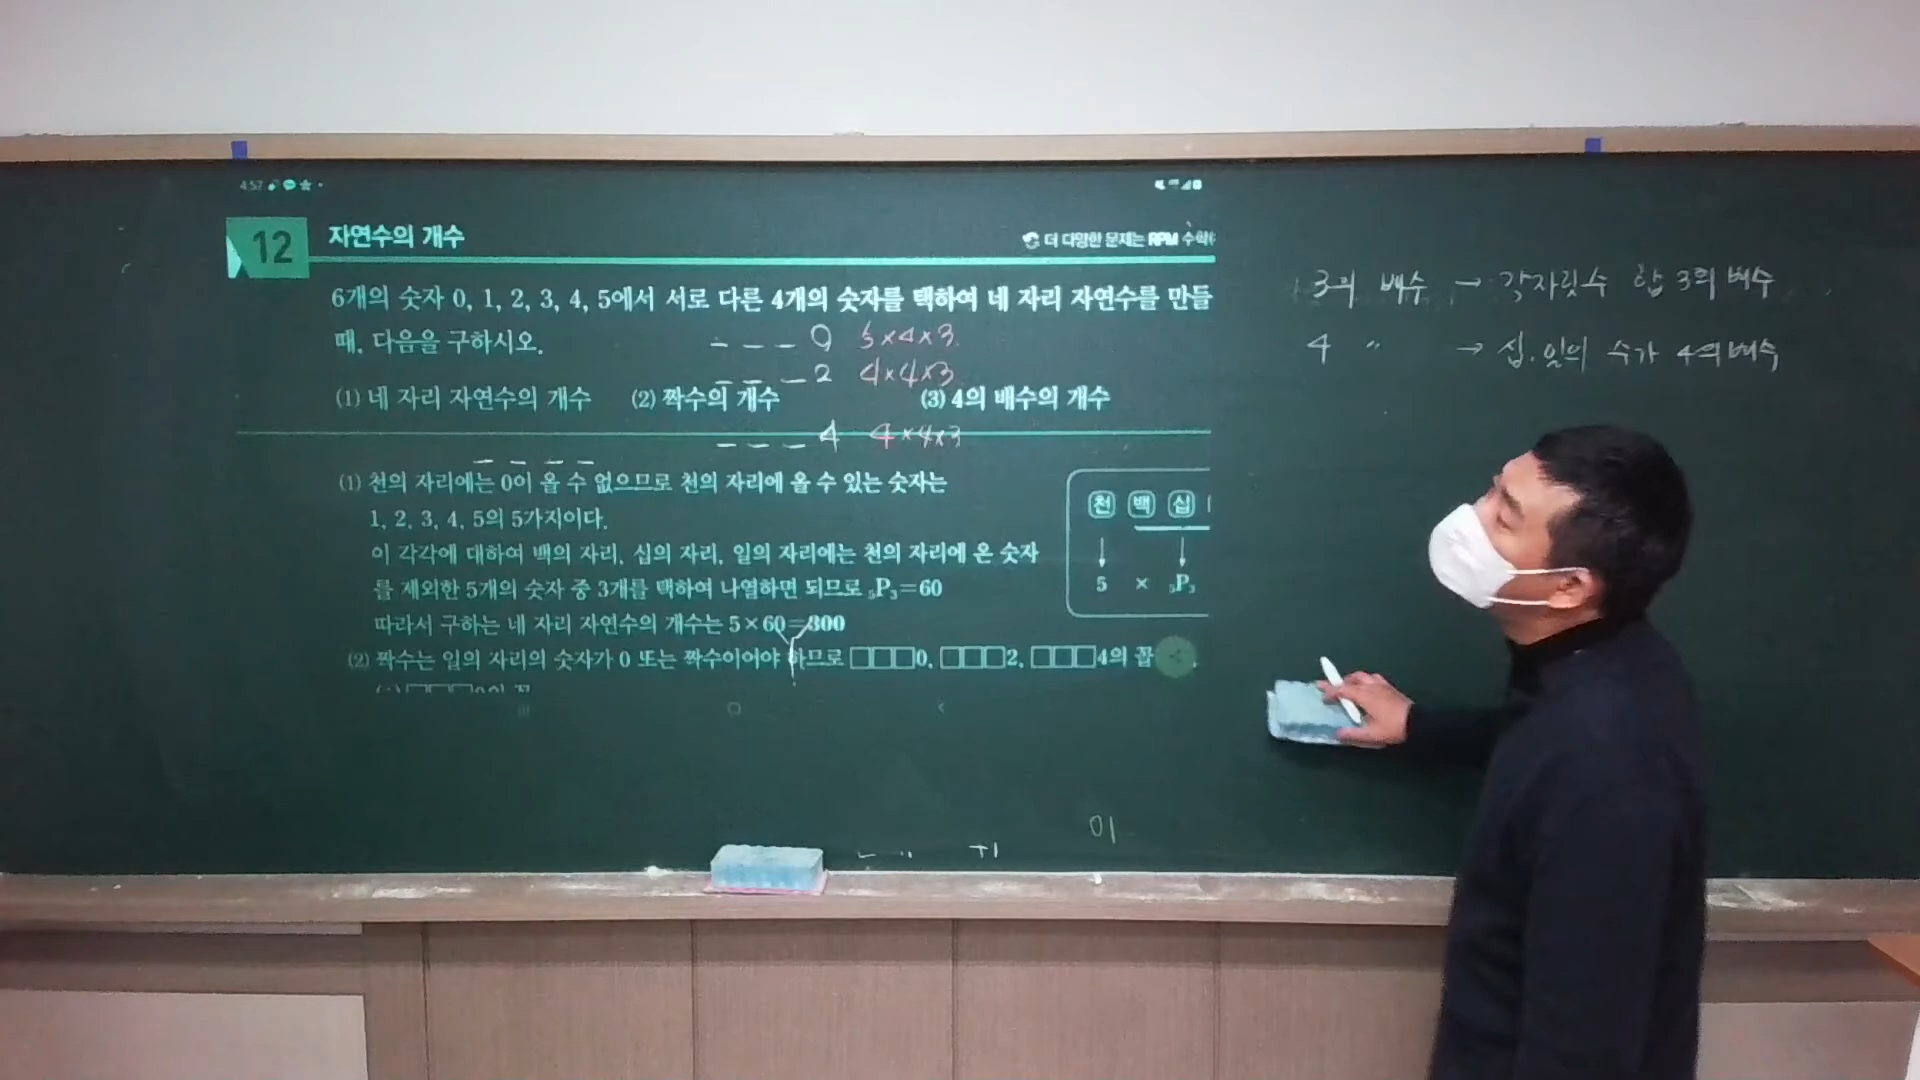 4:57
12 자연수의 개수
더 다양한 문제는 RPM 수학(
6개의 숫자 0, 1, 2, 3, 4, 5에서 서로 다른 4개의 숫자를 택하여 네 자리 자연수를 만들
때, 다음을 구하시오.
_ _ _ 0 5×4×3
_ _ _ 2 4×4×3
(1) 네 자리 자연수의 개수 (2) 짝수의 개수 (3) 4의 배수의 개수
_ _ _ 4 4×4×3
(1) 천의 자리에는 0이 올 수 없으므로 천의 자리에 올 수 있는 숫자는
1, 2, 3, 4, 5의 5가지이다.
이 각각에 대하여 백의 자리, 십의 자리, 일의 자리에는 천의 자리에 온 숫자
를 제외한 5개의 숫자 중 3개를 택하여 나열하면 되므로 ₅P₃=60
따라서 구하는 네 자리 자연수의 개수는 5×60=300
(2) 짝수는 일의 자리의 숫자가 0 또는 짝수이어야 하므로 □□□0, □□□2, □□□4의 꼴
천 백 십
5 × ₅P₃
3의 배수 → 각자릿수 합 3의 배수
4 〃 → 십.일의 수가 4의 배수